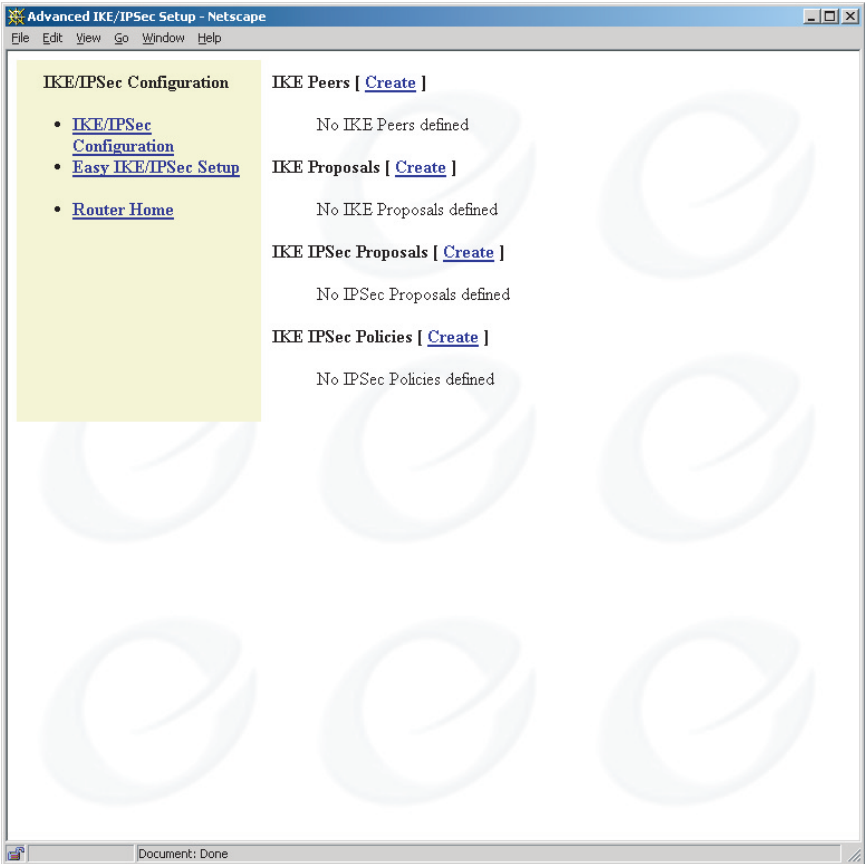 Advanced IKE/IPSec Setup - Netscape
File Edit View Go Window Help
IKE/IPSec Configuration
• IKE/IPSec
Configuration
• Easy IKE/IPSec Setup
• Router Home
IKE Peers [ Create ]
No IKE Peers defined
IKE Proposals [ Create ]
No IKE Proposals defined
IKE IPSec Proposals [ Create ]
No IPSec Proposals defined
IKE IPSec Policies [ Create ]
No IPSec Policies defined
Document: Done